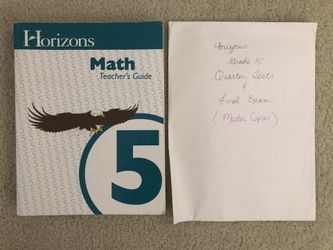 Horizons
Math
Teacher's Guide
5
Horizons
Grade 5
Quarter Tests
&
Final Exam
(Master Copies)